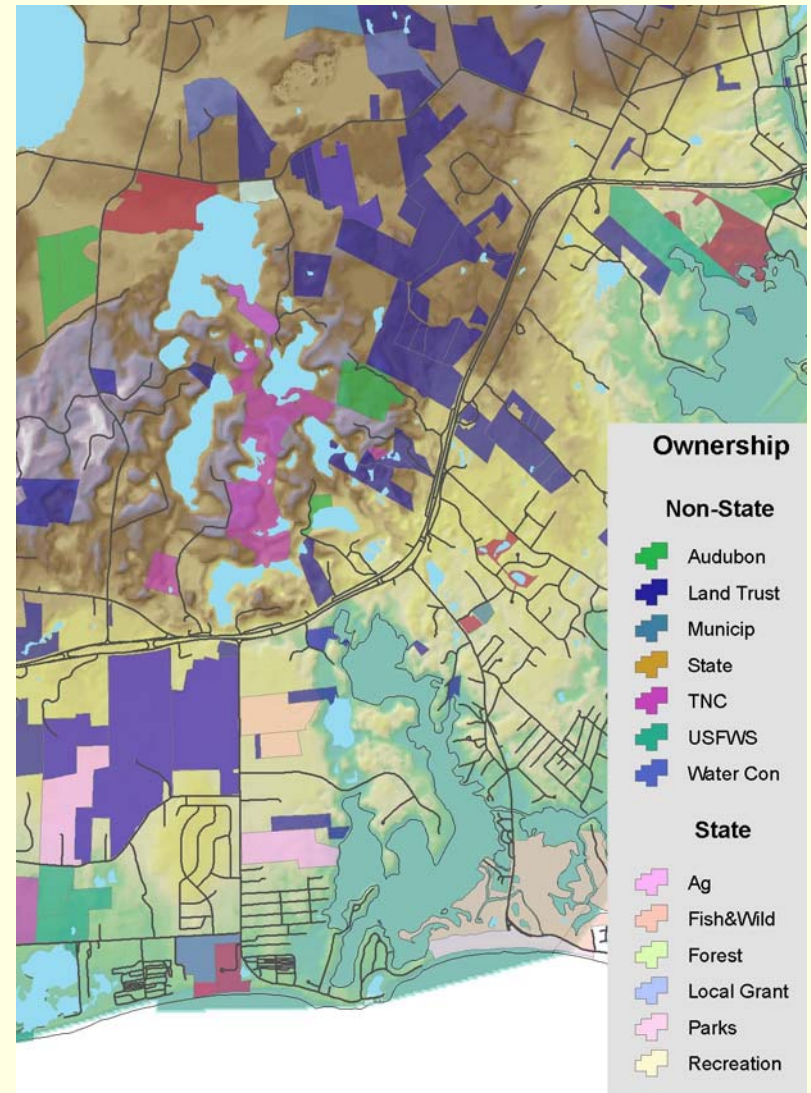 Ownership
Non-State
Audubon
Land Trust
Municip
State
TNC
USFWS
Water Con
State
Ag
Fish&Wild
Forest
Local Grant
Parks
Recreation